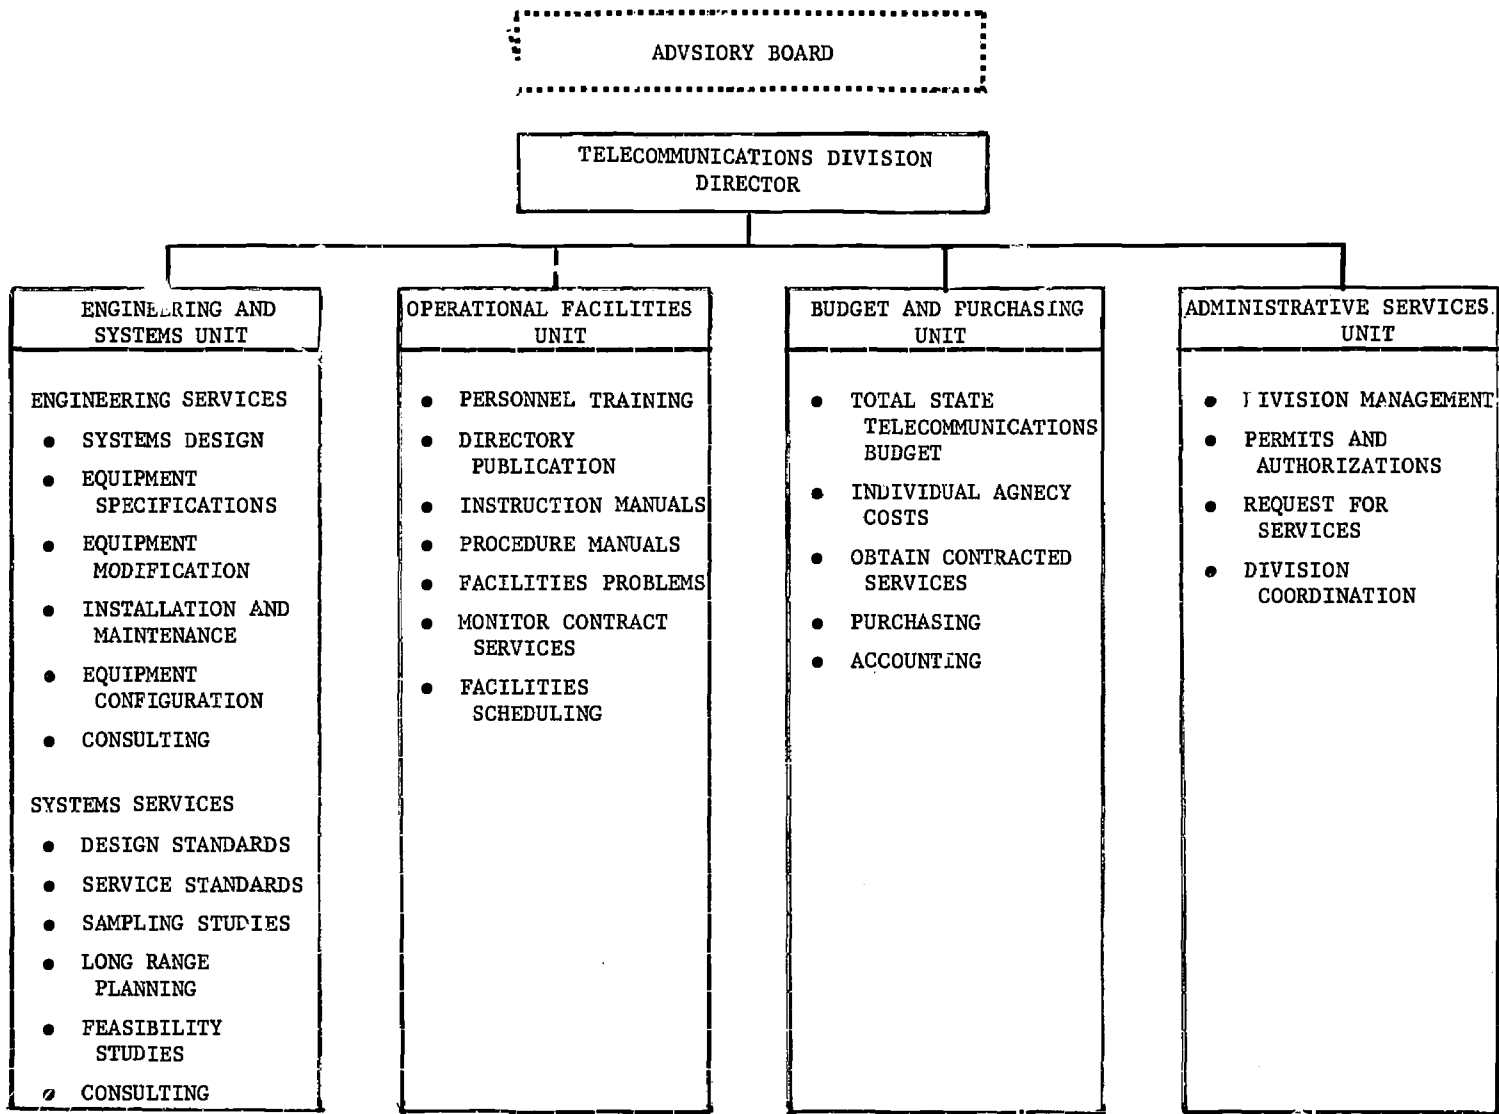 ADVSIORY BOARD
TELECOMMUNICATIONS DIVISION
DIRECTOR
ENGINEERING AND
SYSTEMS UNIT
ENGINEERING SERVICES
● SYSTEMS DESIGN
● EQUIPMENT
SPECIFICATIONS
● EQUIPMENT
MODIFICATION
● INSTALLATION AND
MAINTENANCE
● EQUIPMENT
CONFIGURATION
● CONSULTING
SYSTEMS SERVICES
● DESIGN STANDARDS
● SERVICE STANDARDS
● SAMPLING STUDIES
● LONG RANGE
PLANNING
● FEASIBILITY
STUDIES
● CONSULTING
OPERATIONAL FACILITIES
UNIT
● PERSONNEL TRAINING
● DIRECTORY
PUBLICATION
● INSTRUCTION MANUALS
● PROCEDURE MANUALS
● FACILITIES PROBLEMS
● MONITOR CONTRACT
SERVICES
● FACILITIES
SCHEDULING
BUDGET AND PURCHASING
UNIT
● TOTAL STATE
TELECOMMUNICATIONS
BUDGET
● INDIVIDUAL AGNECY
COSTS
● OBTAIN CONTRACTED
SERVICES
● PURCHASING
● ACCOUNTING
ADMINISTRATIVE SERVICES
UNIT
● DIVISION MANAGEMENT
● PERMITS AND
AUTHORIZATIONS
● REQUEST FOR
SERVICES
● DIVISION
COORDINATION